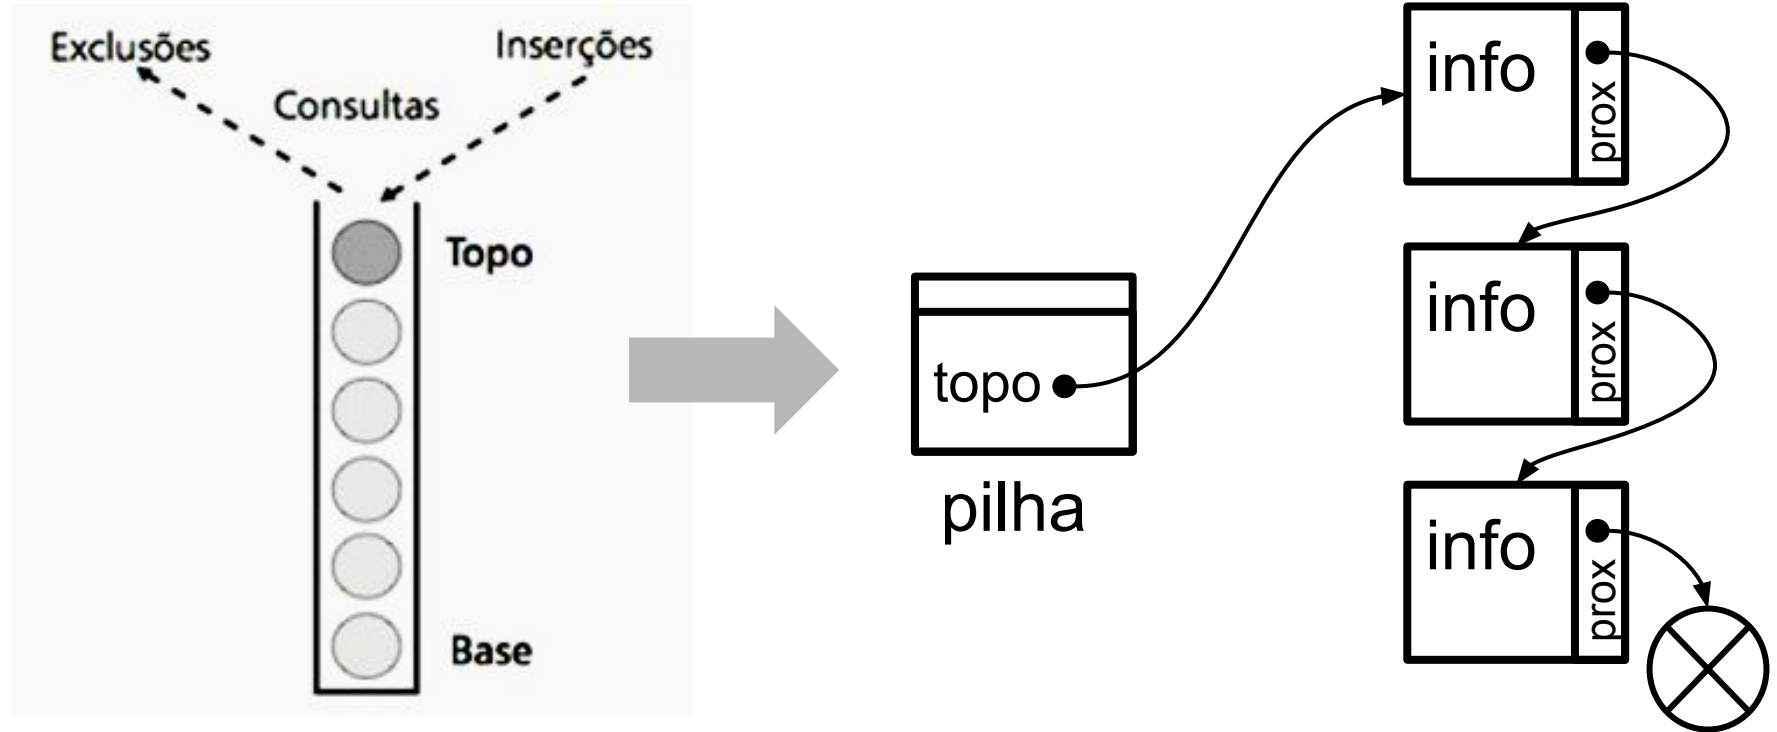 Exclusões
Inserções
Consultas
Topo
Base
topo
pilha
info
prox
info
prox
info
prox